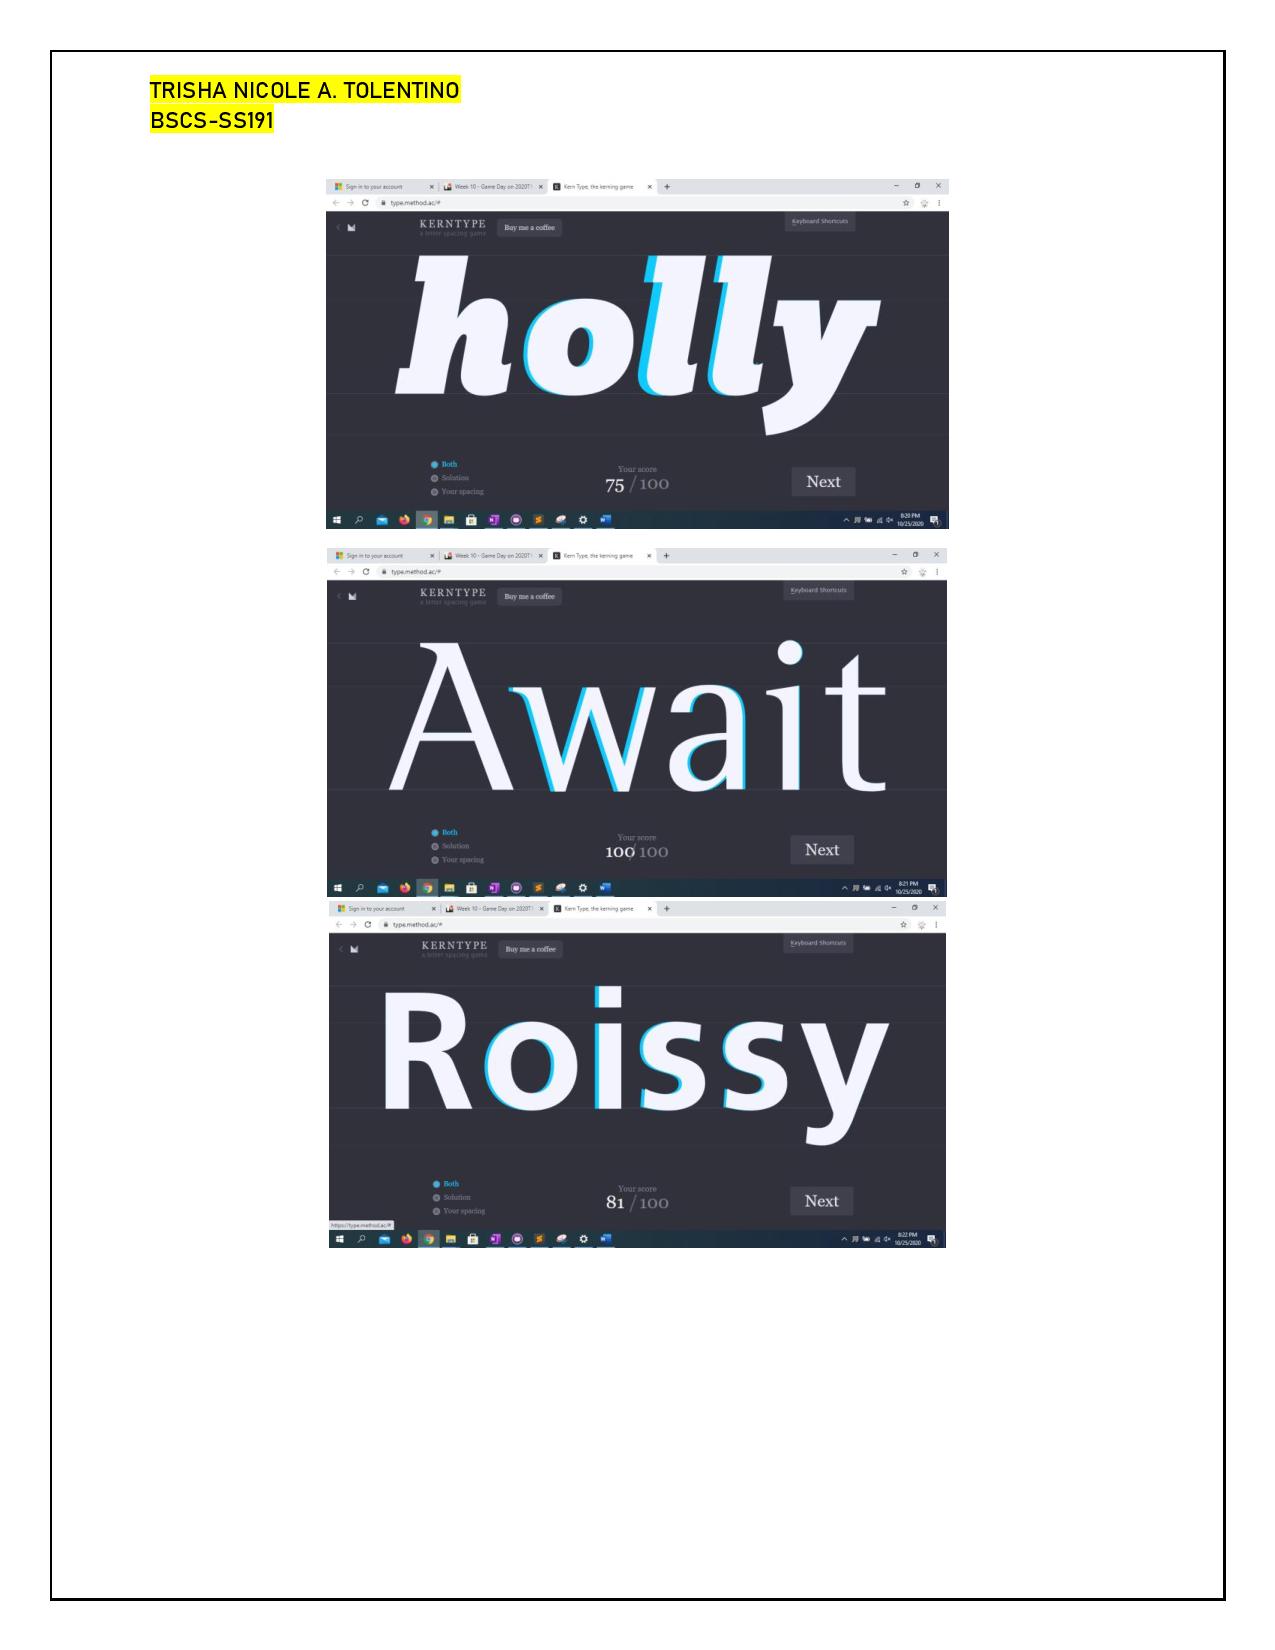 TRISHA NICOLE A. TOLENTINO
BSCS-SS191
Sign in to your account
Week 10 - Game Day on 2020T1
Kern Type, the kerning game
type.method.ac/#
KERNTYPE
a letter spacing game
Buy me a coffee
Keyboard Shortcuts
holly
Both
Solution
Your spacing
Your score
75 / 100
Next
8:20 PM
10/25/2020
Sign in to your account
Week 10 - Game Day on 2020T1
Kern Type, the kerning game
type.method.ac/#
KERNTYPE
a letter spacing game
Buy me a coffee
Keyboard Shortcuts
Await
Both
Solution
Your spacing
Your score
100/100
Next
8:21 PM
10/25/2020
Sign in to your account
Week 10 - Game Day on 2020T1
Kern Type, the kerning game
type.method.ac/#
KERNTYPE
a letter spacing game
Buy me a coffee
Keyboard Shortcuts
Roissy
Both
Solution
Your spacing
Your score
81 / 100
Next
https://type.method.ac/#
8:22 PM
10/25/2020